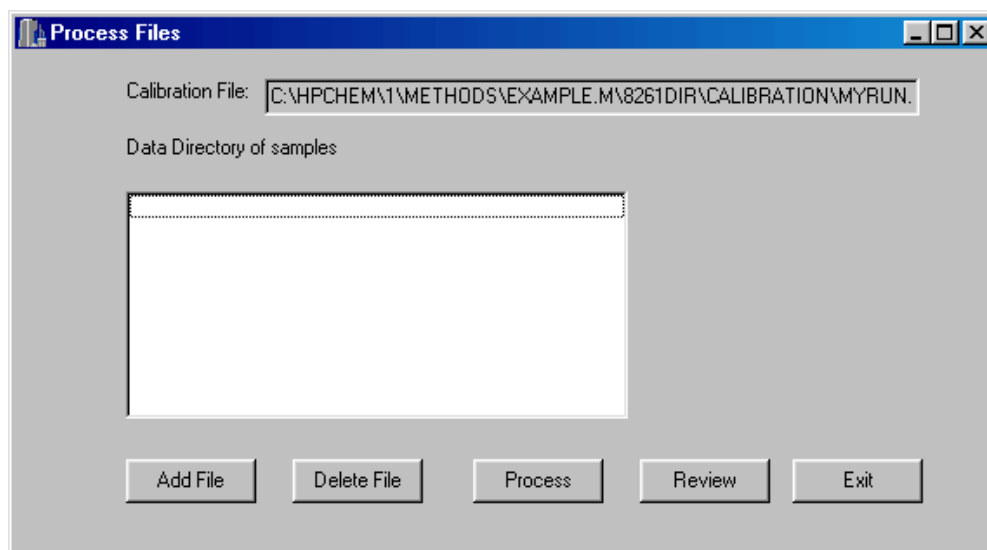 Process Files
Calibration File: C:\HPCHEM\1\METHODS\EXAMPLE.M\8261DIR\CALIBRATION\MYRUN.
Data Directory of samples
Add File Delete File Process Review Exit